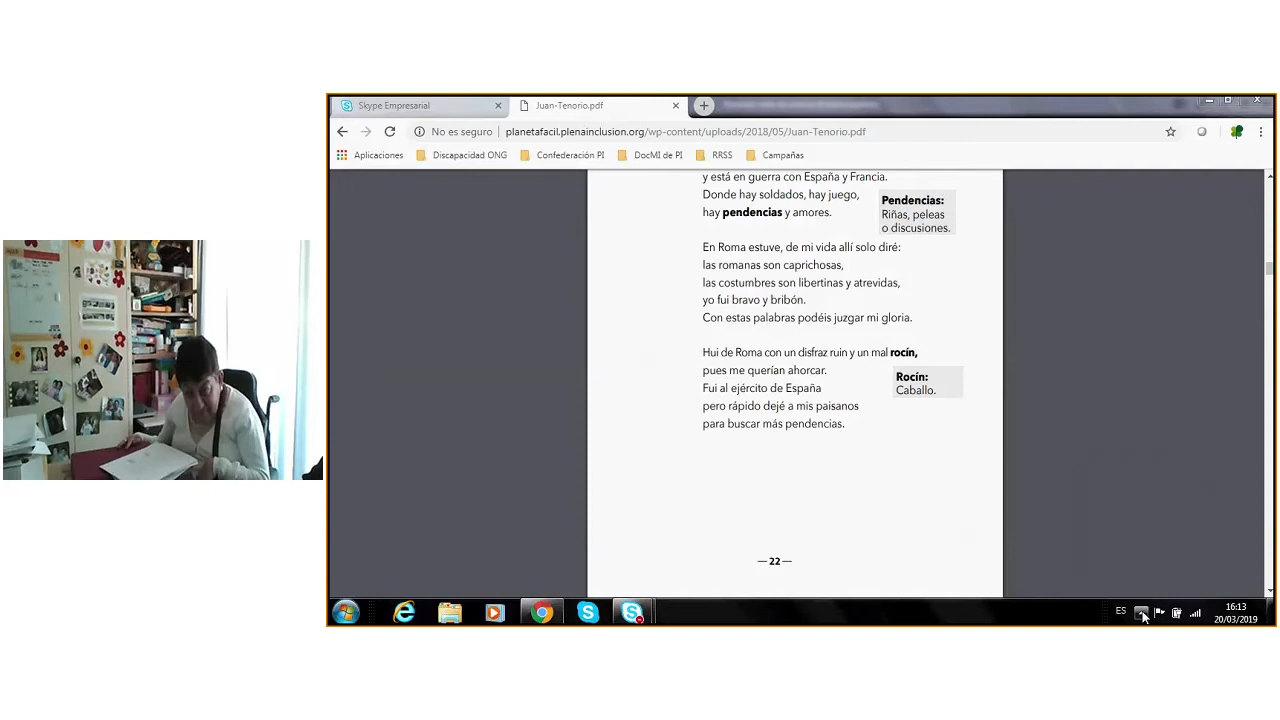 Skype Empresarial
Juan-Tenorio.pdf
No es seguro
planetafacil.plenainclusion.org/wp-content/uploads/2018/05/Juan-Tenorio.pdf
Aplicaciones
Discapacidad ONG
Confederación PI
DocMI de PI
RRSS
Campañas
y está en guerra con España y Francia.
Donde hay soldados, hay juego,
hay pendencias y amores.
Pendencias:
Riñas, peleas
o discusiones.
En Roma estuve, de mi vida allí solo diré:
las romanas son caprichosas,
las costumbres son libertinas y atrevidas,
yo fui bravo y bribón.
Con estas palabras podéis juzgar mi gloria.
Hui de Roma con un disfraz ruin y un mal rocín,
pues me querían ahorcar.
Fui al ejército de España
pero rápido dejé a mis paisanos
para buscar más pendencias.
Rocín:
Caballo.
— 22 —
ES
16:13
20/03/2019